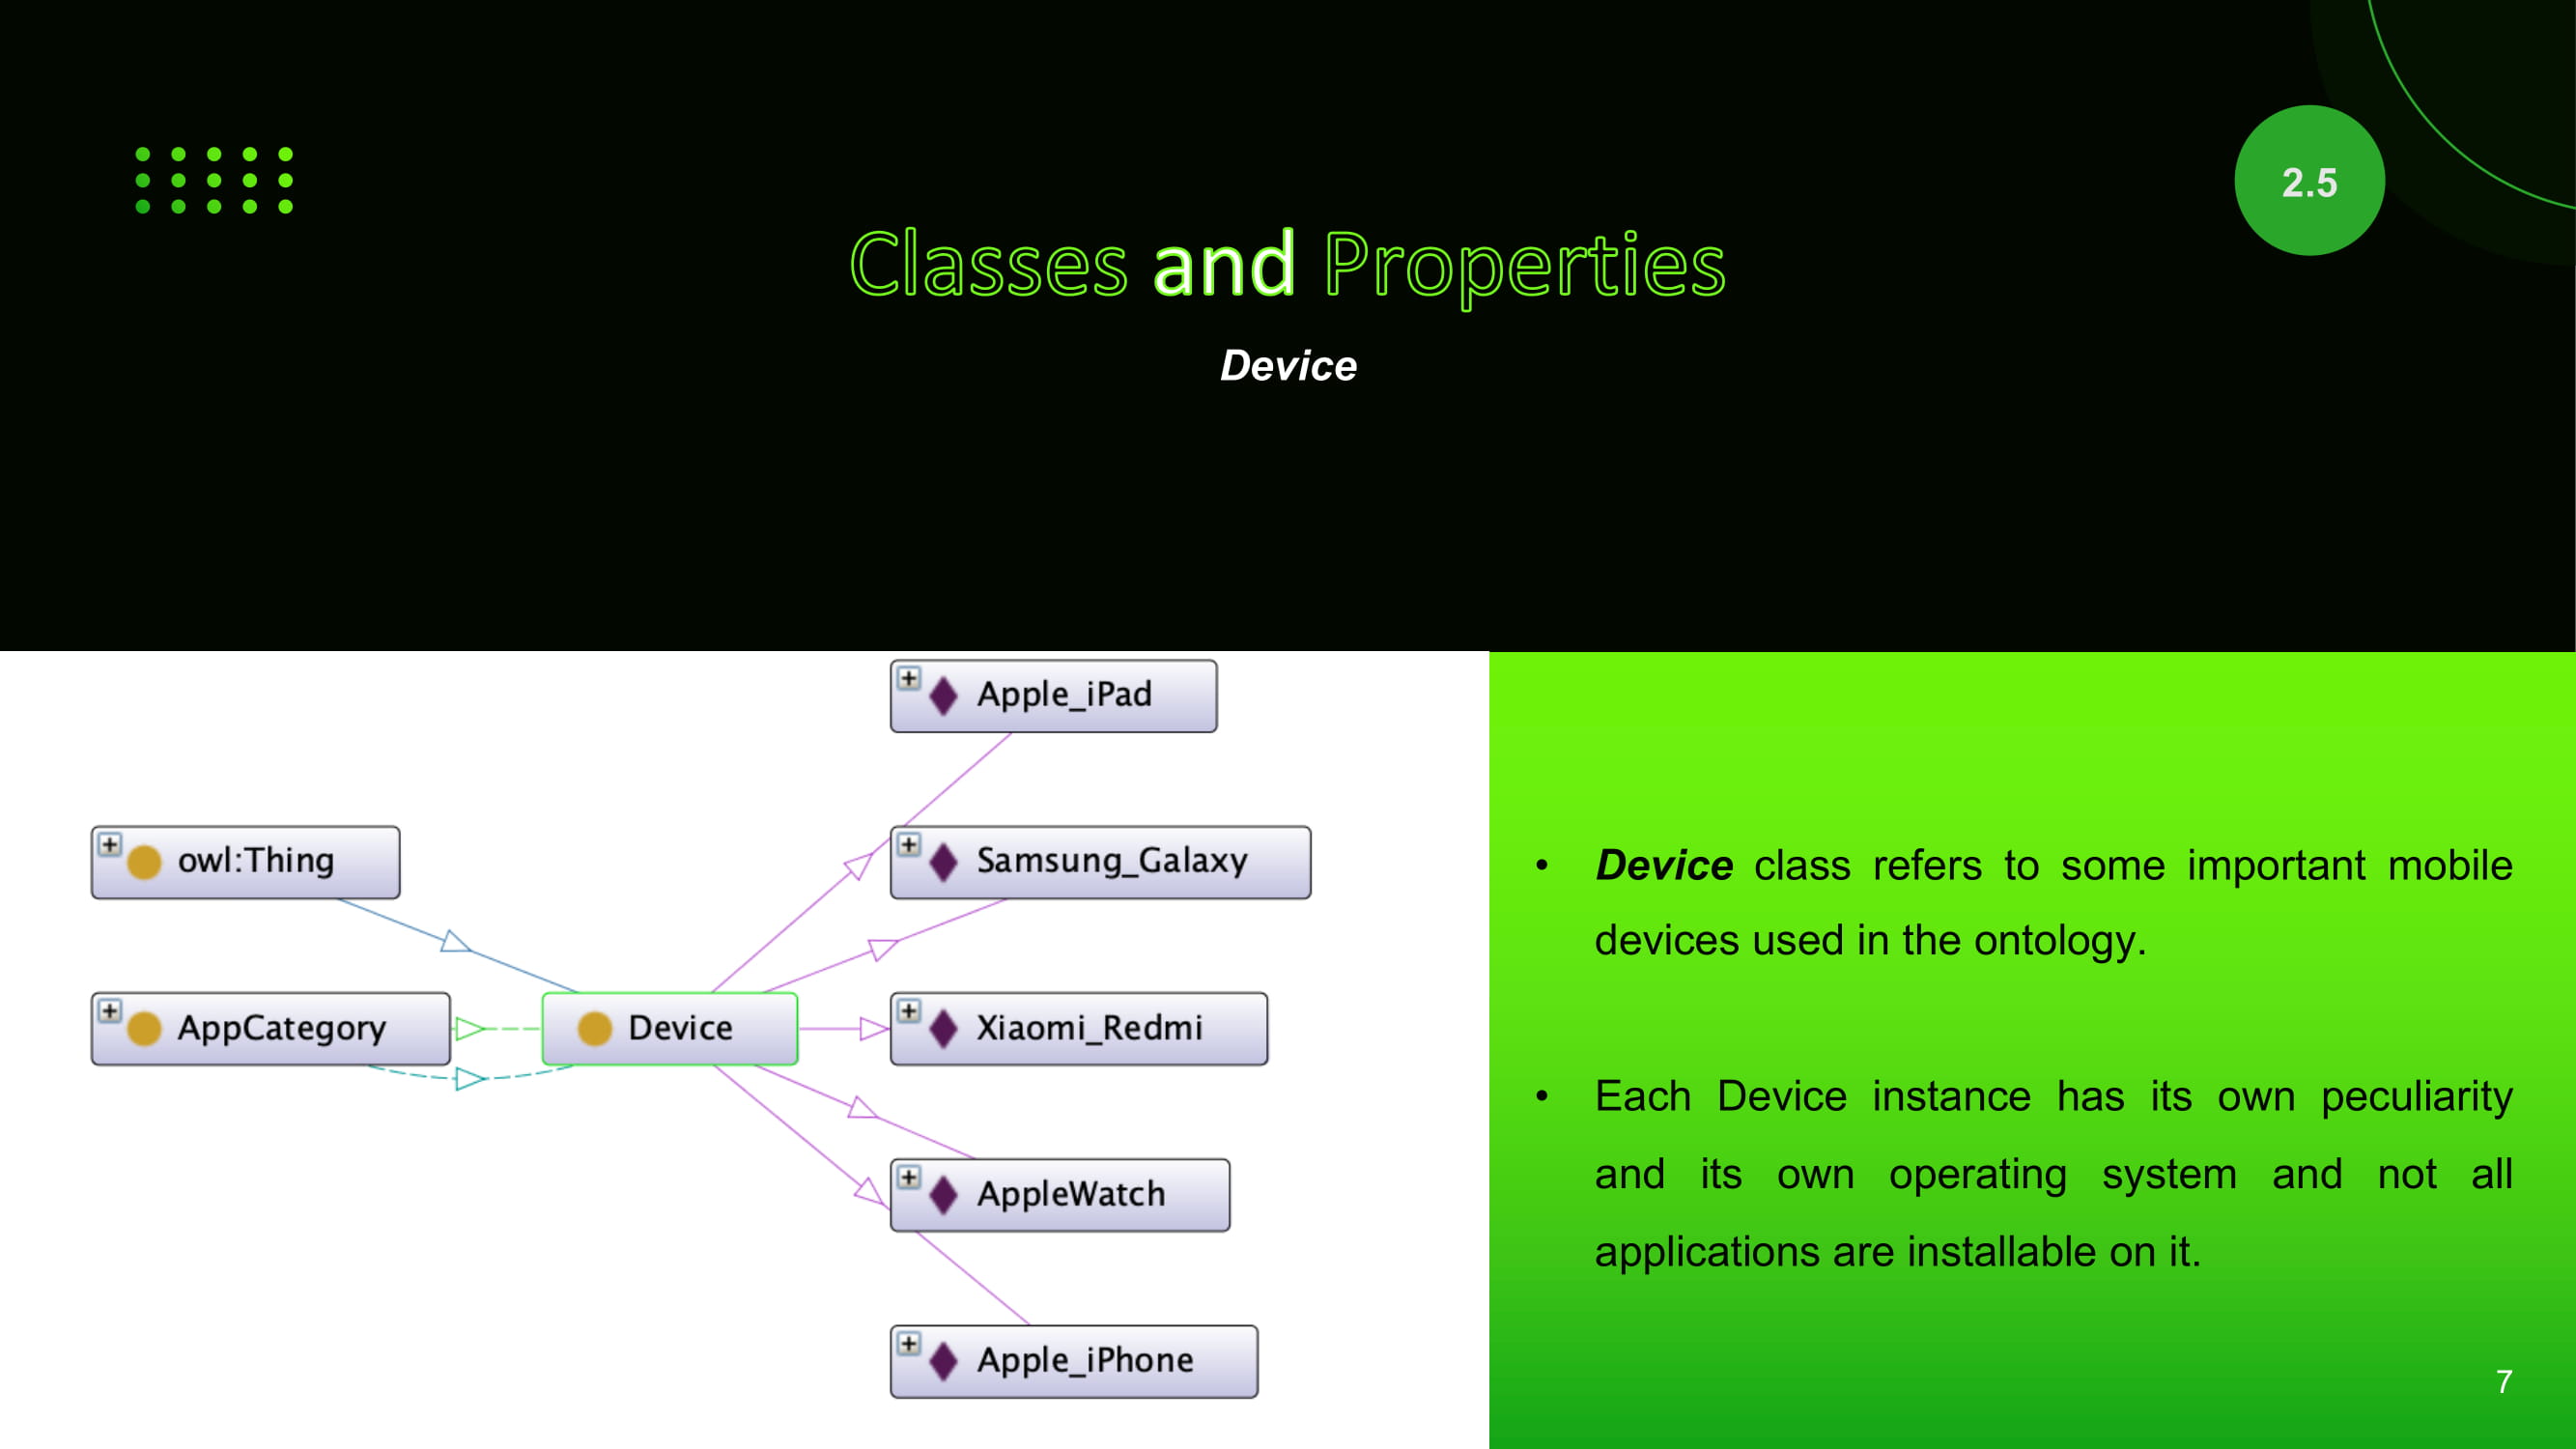 2.5
Classes and Properties
Device
Apple_iPad
owl:Thing
Samsung_Galaxy
AppCategory
Device
Xiaomi_Redmi
AppleWatch
Apple_iPhone
• Device class refers to some important mobile
devices used in the ontology.
• Each Device instance has its own peculiarity
and its own operating system and not all
applications are installable on it.
7